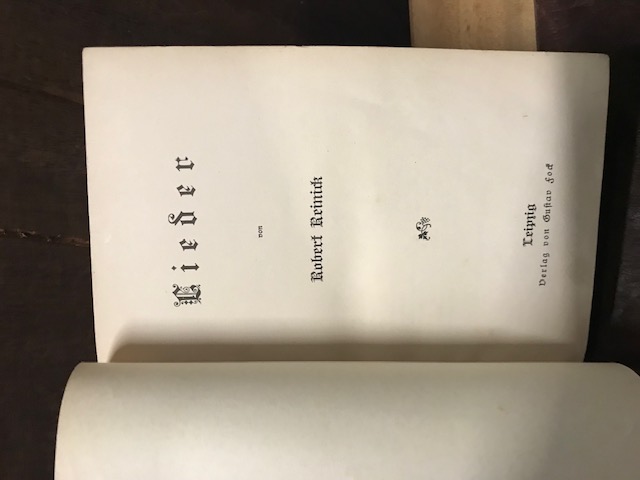 Lieder
von
Robert Reinick
Leipzig
Verlag von Gustav Fock